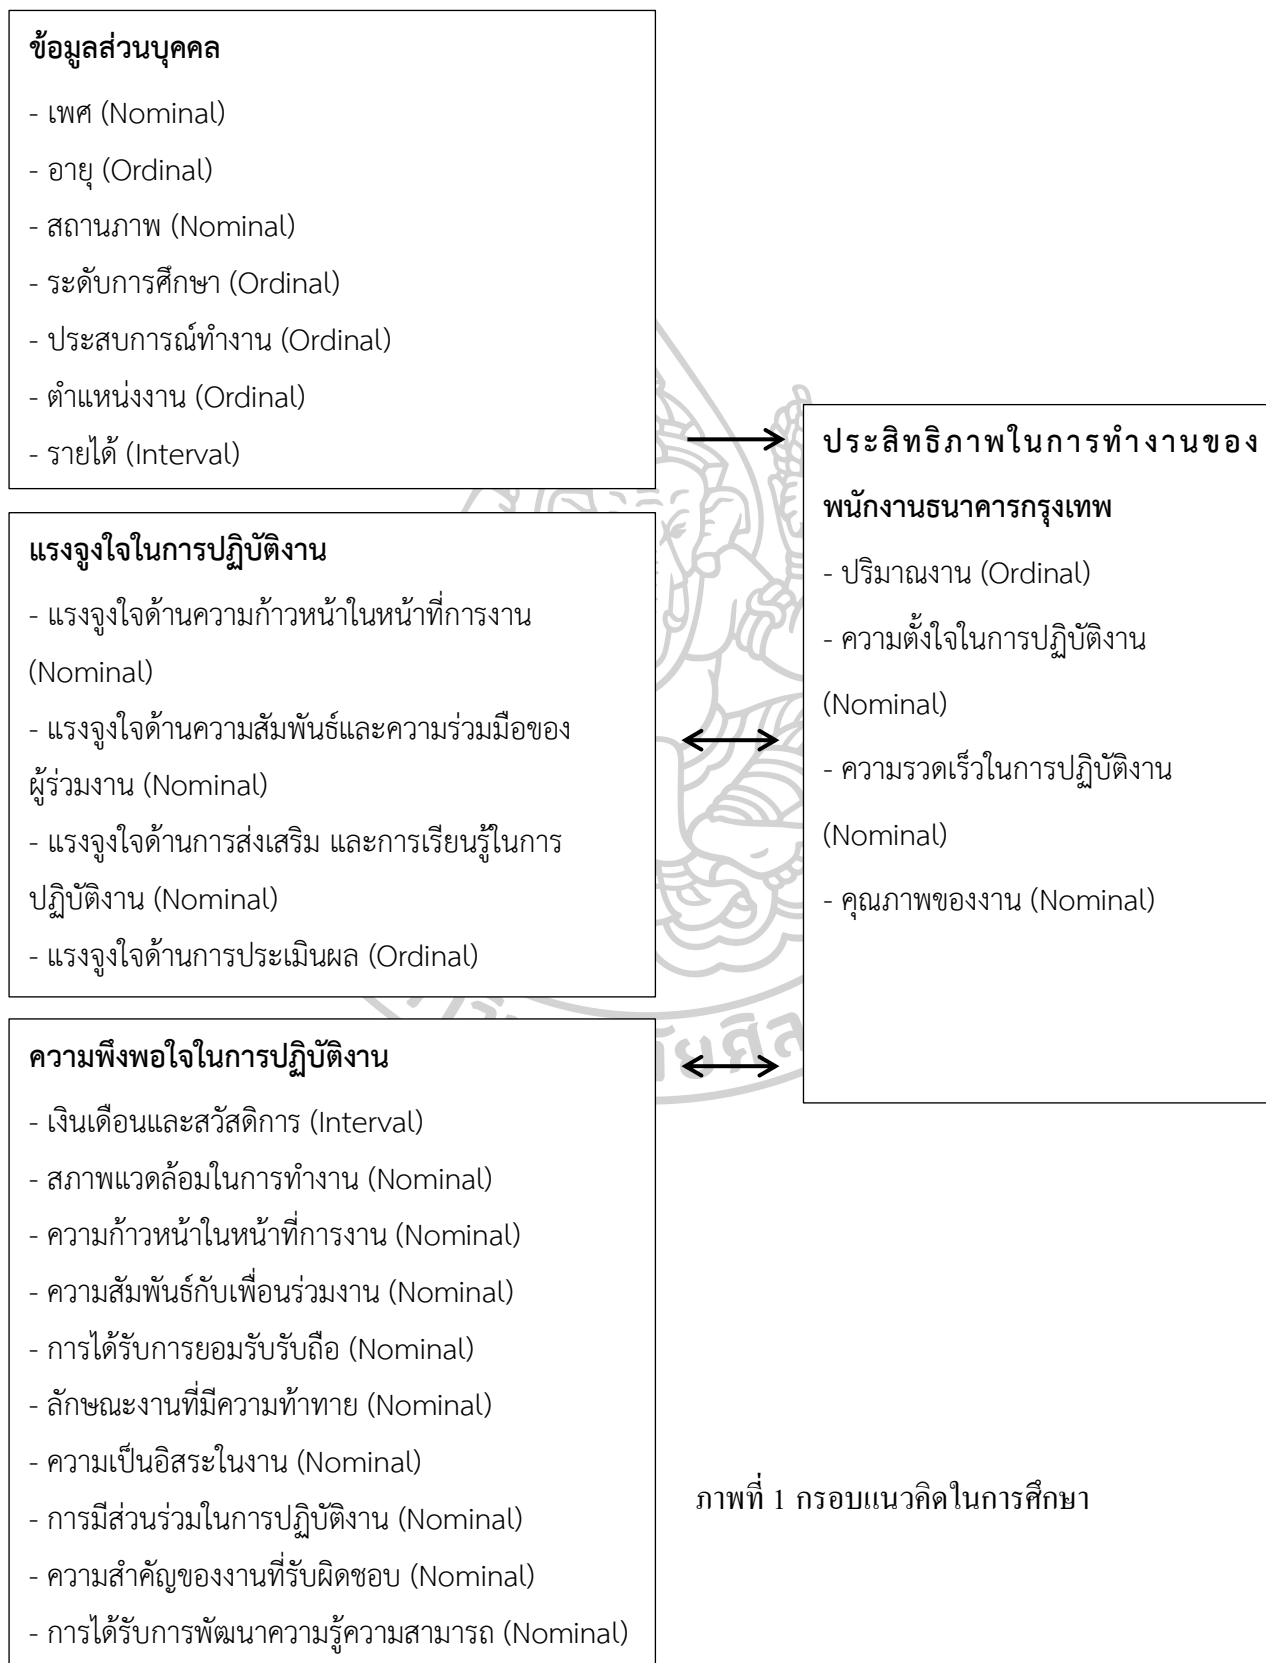 ข้อมูลส่วนบุคคล
- เพศ (Nominal)
- อายุ (Ordinal)
- สถานภาพ (Nominal)
- ระดับการศึกษา (Ordinal)
- ประสบการณ์ทำงาน (Ordinal)
- ตำแหน่งงาน (Ordinal)
- รายได้ (Interval)
แรงจูงใจในการปฏิบัติงาน
- แรงจูงใจด้านความก้าวหน้าในหน้าที่การงาน
(Nominal)
- แรงจูงใจด้านความสัมพันธ์และความร่วมมือของ
ผู้ร่วมงาน (Nominal)
- แรงจูงใจด้านการส่งเสริม และการเรียนรู้ในการ
ปฏิบัติงาน (Nominal)
- แรงจูงใจด้านการประเมินผล (Ordinal)
ความพึงพอใจในการปฏิบัติงาน
- เงินเดือนและสวัสดิการ (Interval)
- สภาพแวดล้อมในการทำงาน (Nominal)
- ความก้าวหน้าในหน้าที่การงาน (Nominal)
- ความสัมพันธ์กับเพื่อนร่วมงาน (Nominal)
- การได้รับการยอมรับรับถือ (Nominal)
- ลักษณะงานที่มีความท้าทาย (Nominal)
- ความเป็นอิสระในงาน (Nominal)
- การมีส่วนร่วมในการปฏิบัติงาน (Nominal)
- ความสำคัญของงานที่รับผิดชอบ (Nominal)
- การได้รับการพัฒนาความรู้ความสามารถ (Nominal)
ประสิทธิภาพในการทำงานของ
พนักงานธนาคารกรุงเทพ
- ปริมาณงาน (Ordinal)
- ความตั้งใจในการปฏิบัติงาน
(Nominal)
- ความรวดเร็วในการปฏิบัติงาน
(Nominal)
- คุณภาพของงาน (Nominal)
ภาพที่ 1 กรอบแนวคิดในการศึกษา